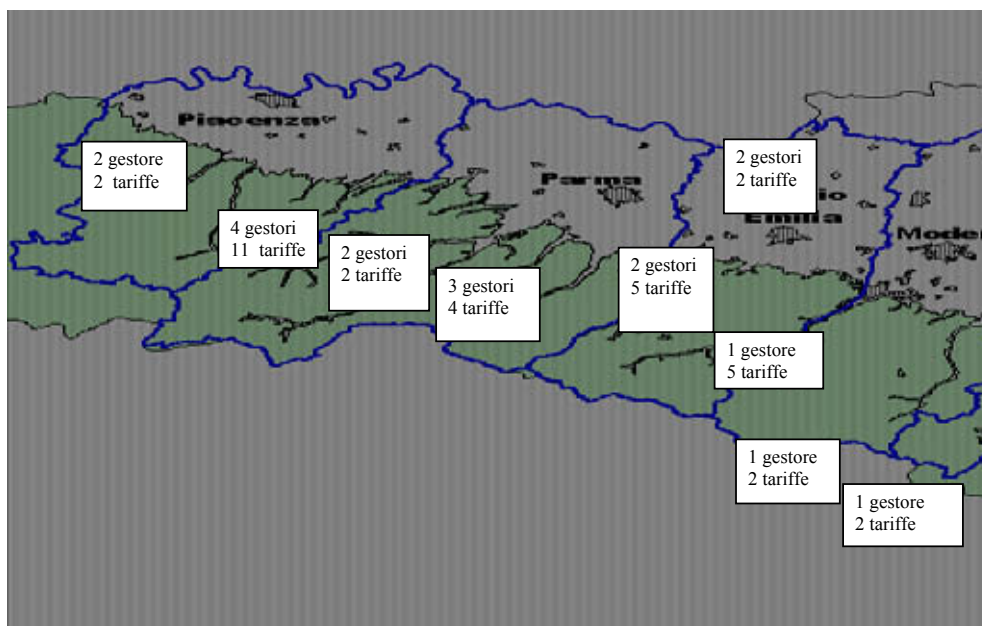 Piacenza
2 gestore
2 tariffe
Parma
2 gestori
2 tariffe
Emilia
4 gestori
11 tariffe
2 gestori
2 tariffe
3 gestori
4 tariffe
2 gestori
5 tariffe
1 gestore
5 tariffe
1 gestore
2 tariffe
1 gestore
2 tariffe